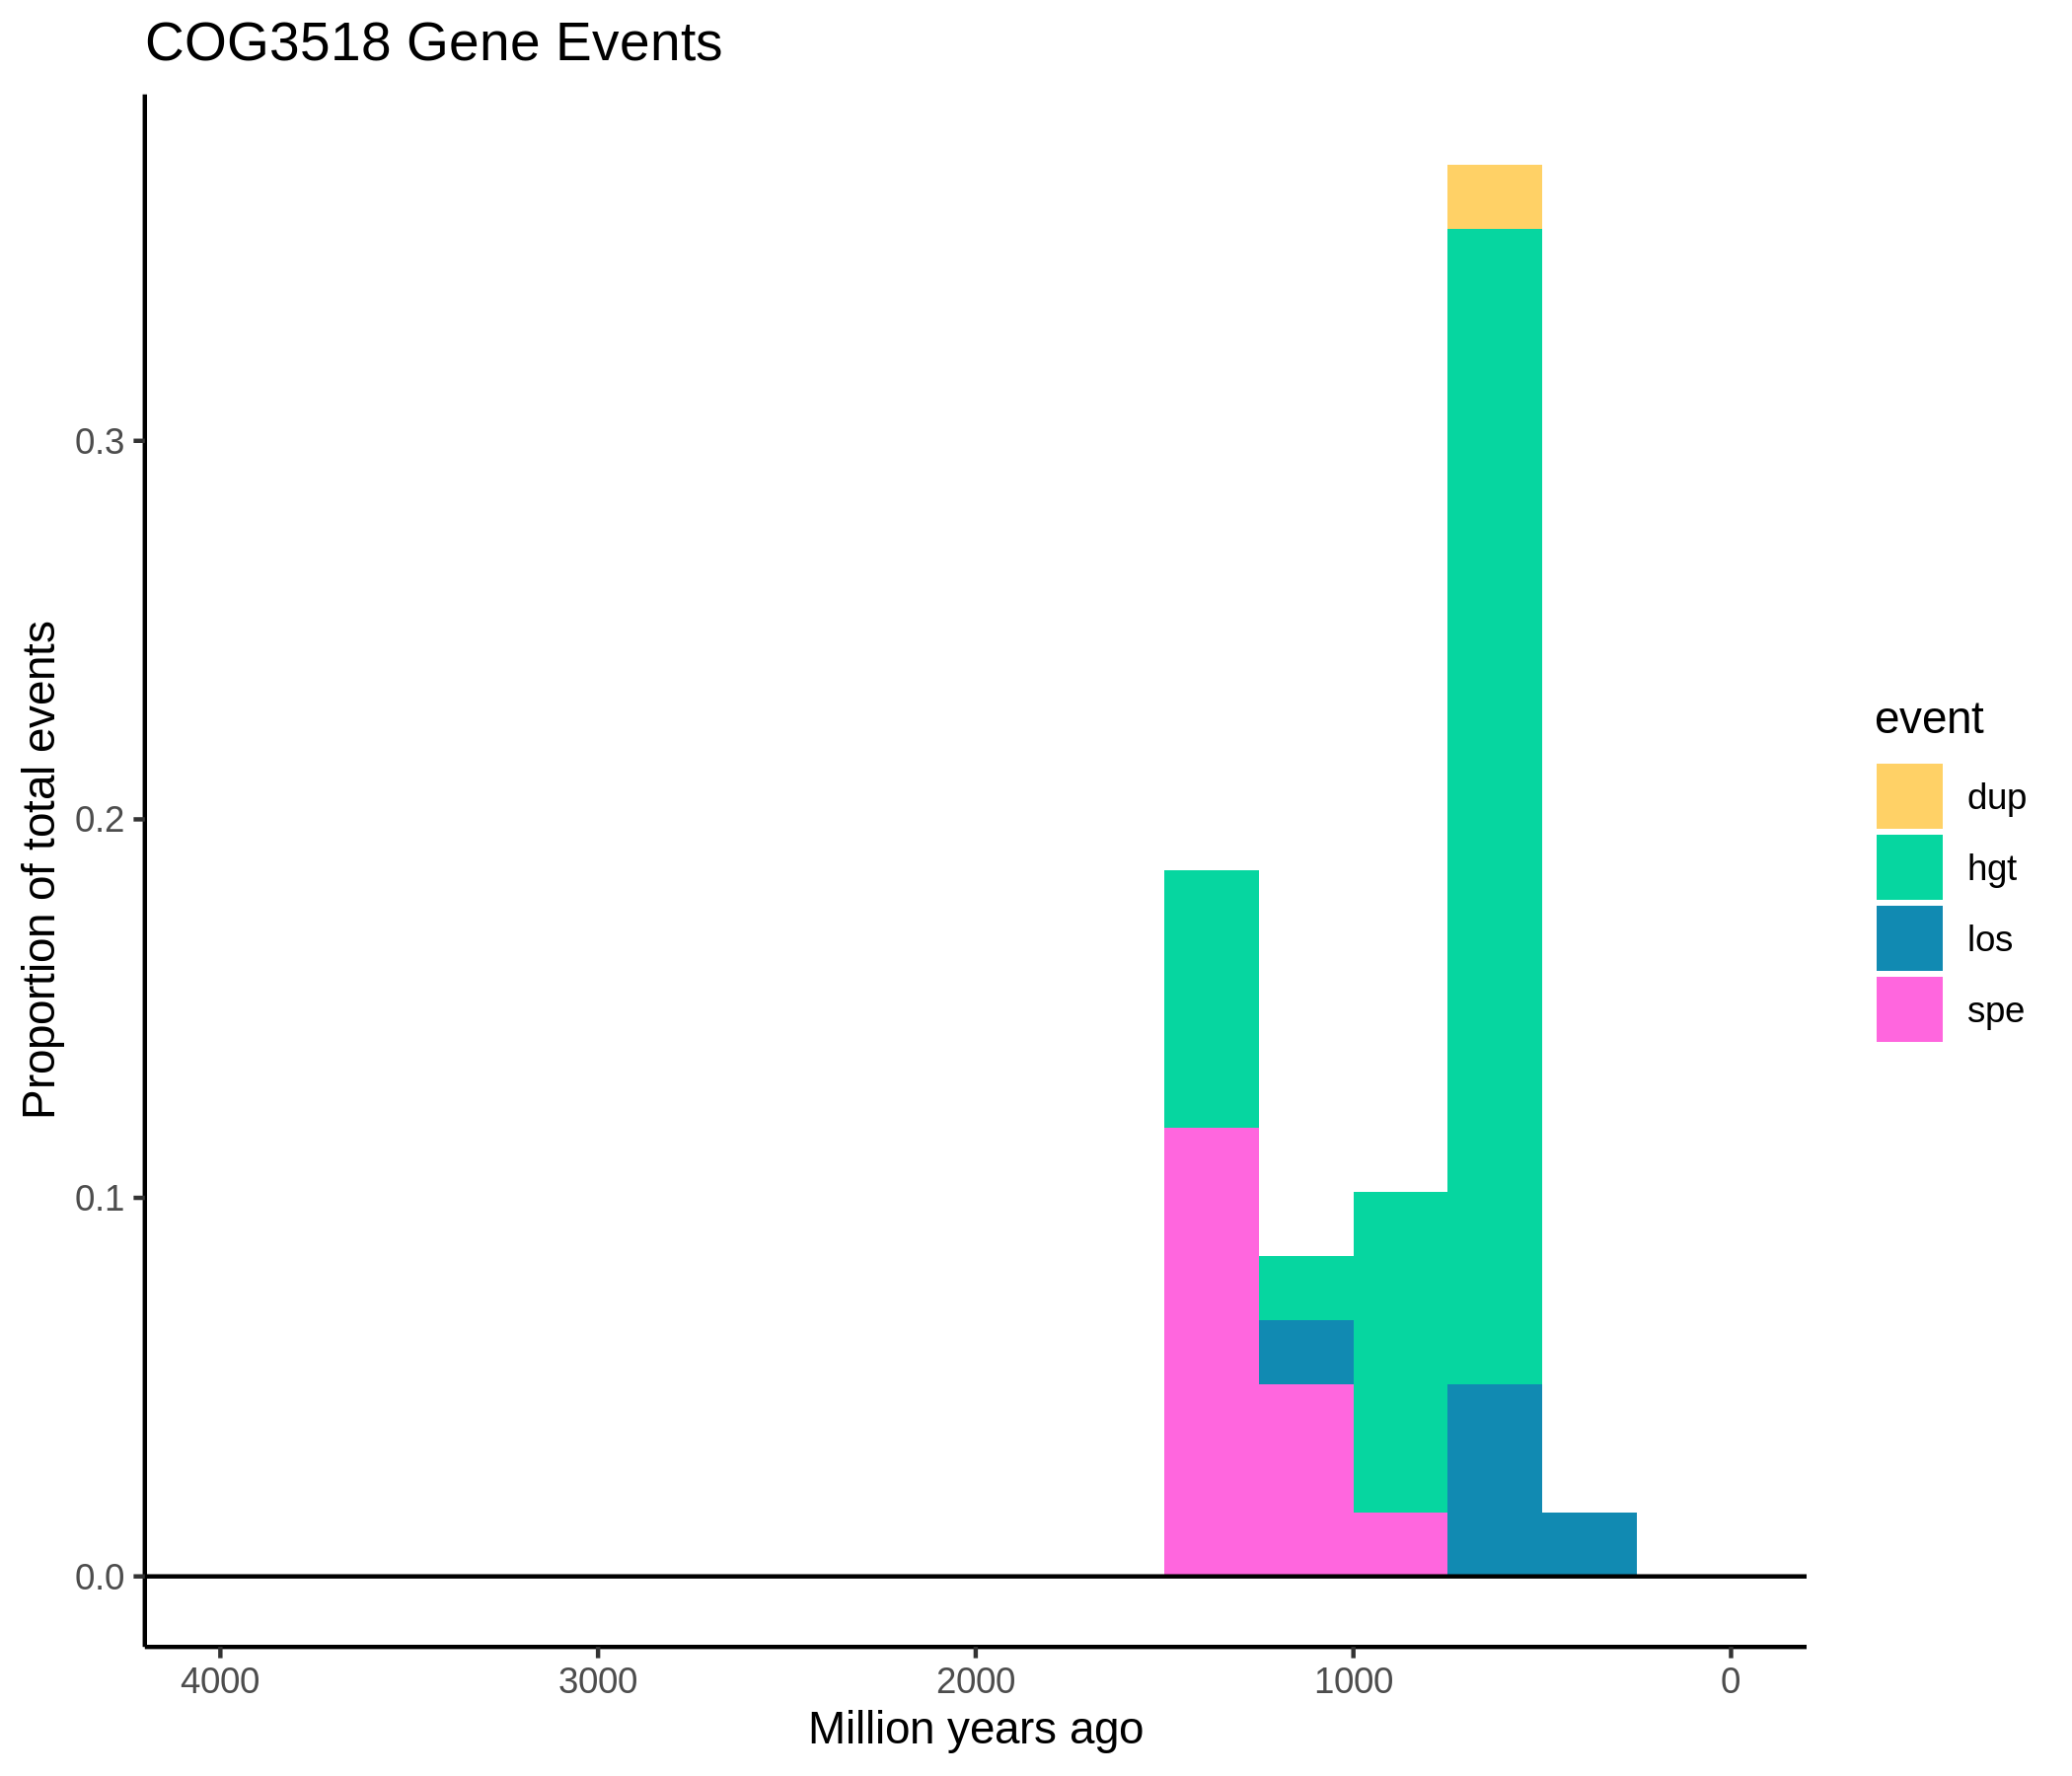 COG3518 Gene Events
Proportion of total events
0.3
0.2
0.1
0.0
4000 3000 2000 1000 0
Million years ago
event
dup
hgt
los
spe